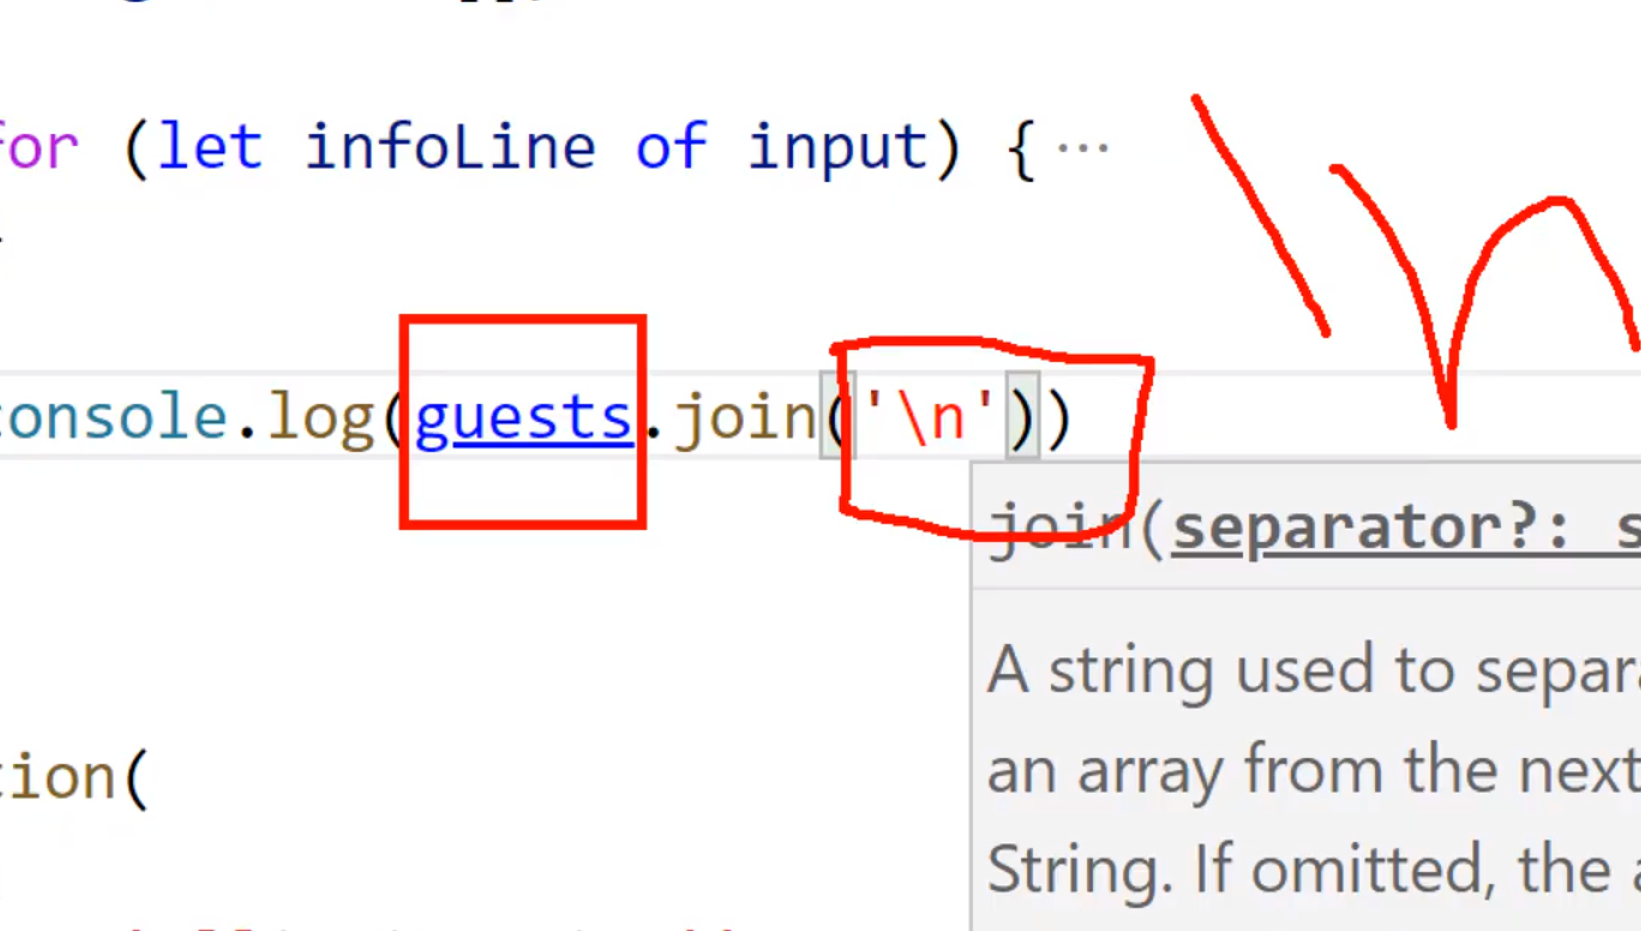 for (let infoLine of input) {···
console.log(guests.join('\n'))
\n
join(separator?: s
A string used to separa
an array from the next
tion(
String. If omitted, the a